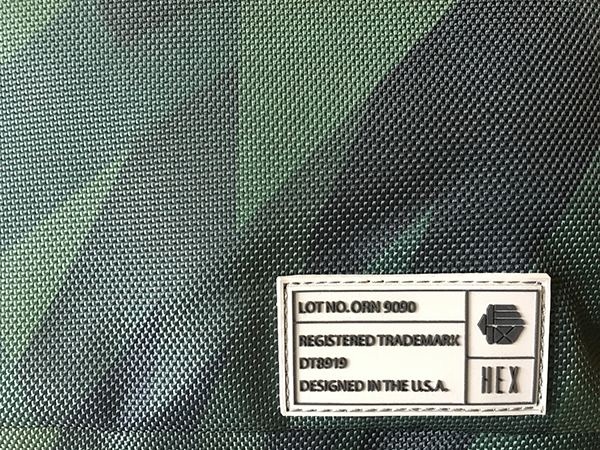 LOT NO. ORN 9090
REGISTERED TRADEMARK
DT8919
DESIGNED IN THE U.S.A.
HEX